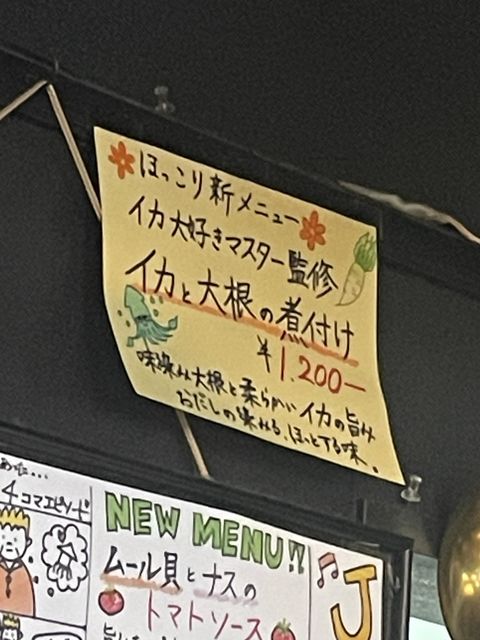 ほっこり新メニュー
イカ大好きマスター監修
イカと大根の煮付け
¥1.200-
味染み大根と柔らかいイカの旨み
おだしの染みる、ほっとする味。
4コマエピソード
NEW MENU!!
ムール貝とナスの
トマトソース
J